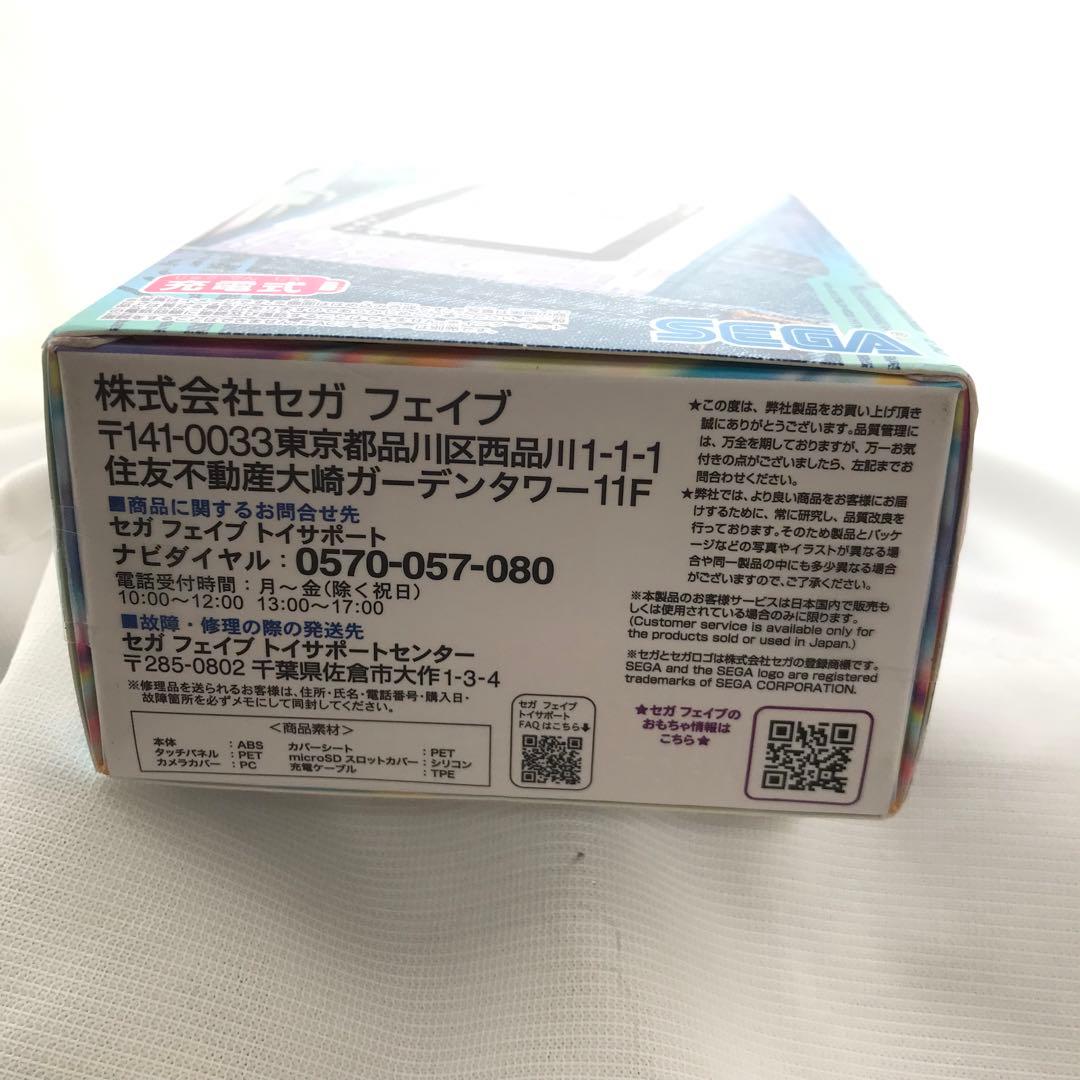 充電式
SEGA®
株式会社セガ フェイブ
〒141-0033東京都品川区西品川1-1-1
住友不動産大崎ガーデンタワー11F
■商品に関するお問合せ先
セガ フェイブ トイサポート
ナビダイヤル：0570-057-080
電話受付時間：月～金(除く祝日)
10:00～12:00 13:00～17:00
■故障・修理の際の発送先
セガ フェイブ トイサポートセンター
〒285-0802 千葉県佐倉市大作1-3-4
※修理品を送られるお客様は、住所・氏名・電話番号・購入日・
故障箇所を必ずメモにして同封してください。
＜商品素材＞
本体 ：ABS
タッチパネル ：PET
カメラカバー ：PC
カバーシート ：PET
microSD スロットカバー ：シリコン
充電ケーブル ：TPE
セガ フェイブ
トイサポート
FAQ はこちら⬇
★この度は、弊社製品をお買い上げ頂き
誠にありがとうございます。品質管理に
は、万全を期しておりますが、万一お気
付きの点がございましたら、左記までお
問合わせください。
★弊社では、より良い商品をお客様にお届
けするために、常に研究し、品質改良を
行っております。そのため製品とパッケ
ージなどの写真やイラストが異なる場
合や同一製品の中にも多少異なる場合
がございますので、ご了承ください。
※本製品のお客様サービスは日本国内で販売も
しくは使用されている場合のみに限ります。
(Customer service is available only for
the products sold or used in Japan.)
※セガとセガロゴは株式会社セガの登録商標です。
SEGA and the SEGA logo are registered
trademarks of SEGA CORPORATION.
★セガ フェイブの
おもちゃ情報は
こちら★